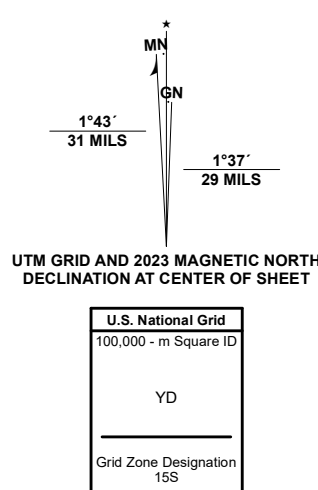 ★
MN
GN
1°43´
31 MILS
1°37´
29 MILS
UTM GRID AND 2023 MAGNETIC NORTH
DECLINATION AT CENTER OF SHEET
U.S. National Grid
100,000 - m Square ID
YD
Grid Zone Designation
15S